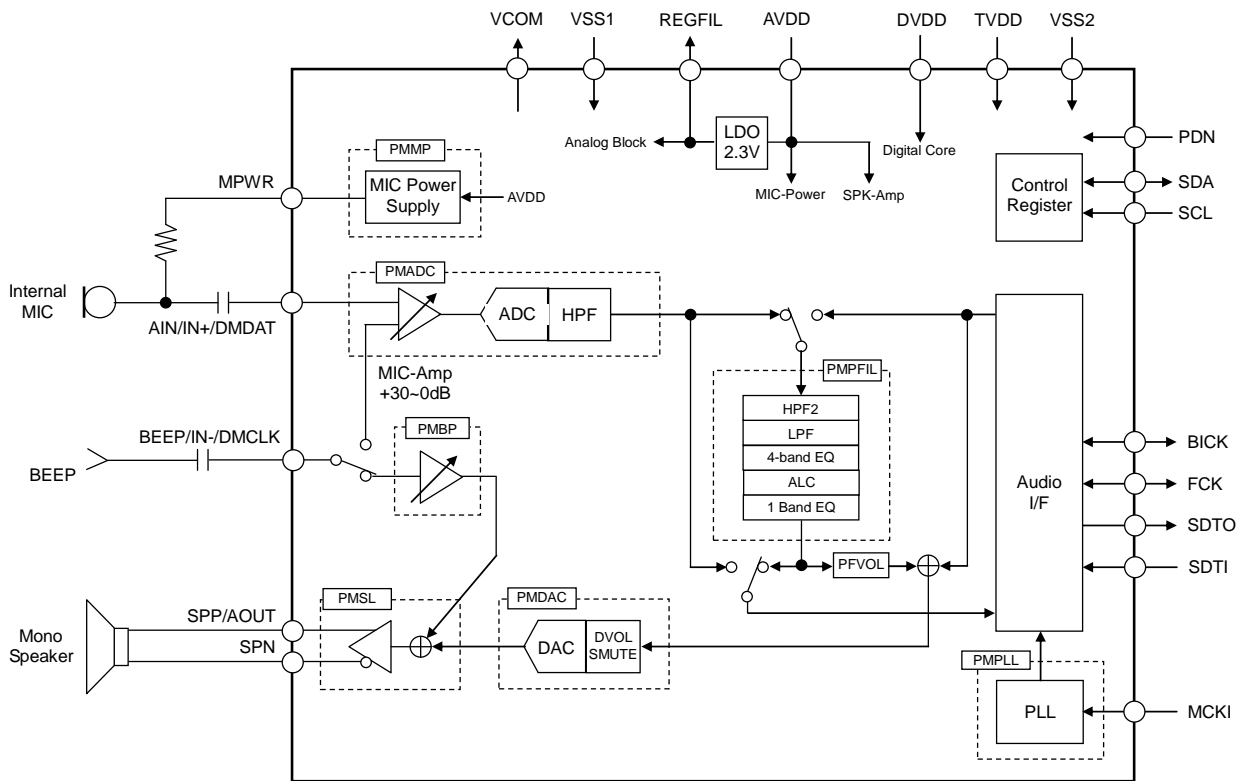 VCOM VSS1 REGFIL AVDD DVDD TVDD VSS2
PDN
Analog Block
LDO
2.3V
Digital Core
PMMP
MPWR
MIC Power
Supply
AVDD
MIC-Power
SPK-Amp
Control
Register
SDA
SCL
PMADC
Internal
MIC
AIN/IN+/DMDAT
ADC
HPF
MIC-Amp
+30~0dB
PMPFIL
HPF2
LPF
4-band EQ
ALC
1 Band EQ
BEEP/IN-/DMCLK
BEEP
PMBP
Audio
I/F
BICK
FCK
SDTO
SDTI
PFVOL
PMSL
PMDAC
SPP/AOUT
Mono
Speaker
SPN
DAC
DVOL
SMUTE
PMPLL
PLL
MCKI